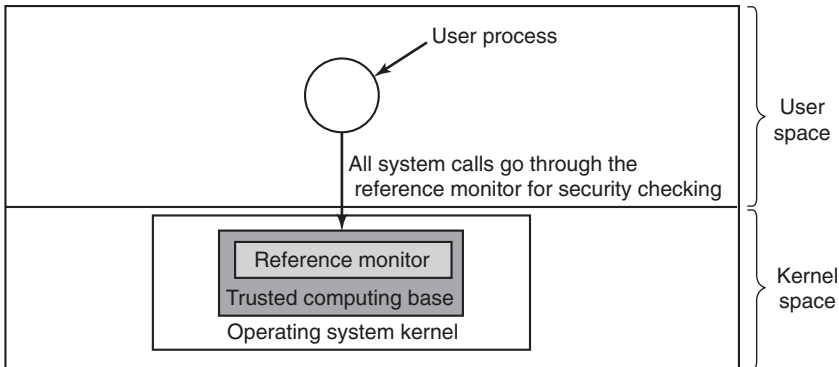 User process
User
space
All system calls go through the
reference monitor for security checking
Reference monitor
Trusted computing base
Operating system kernel
Kernel
space